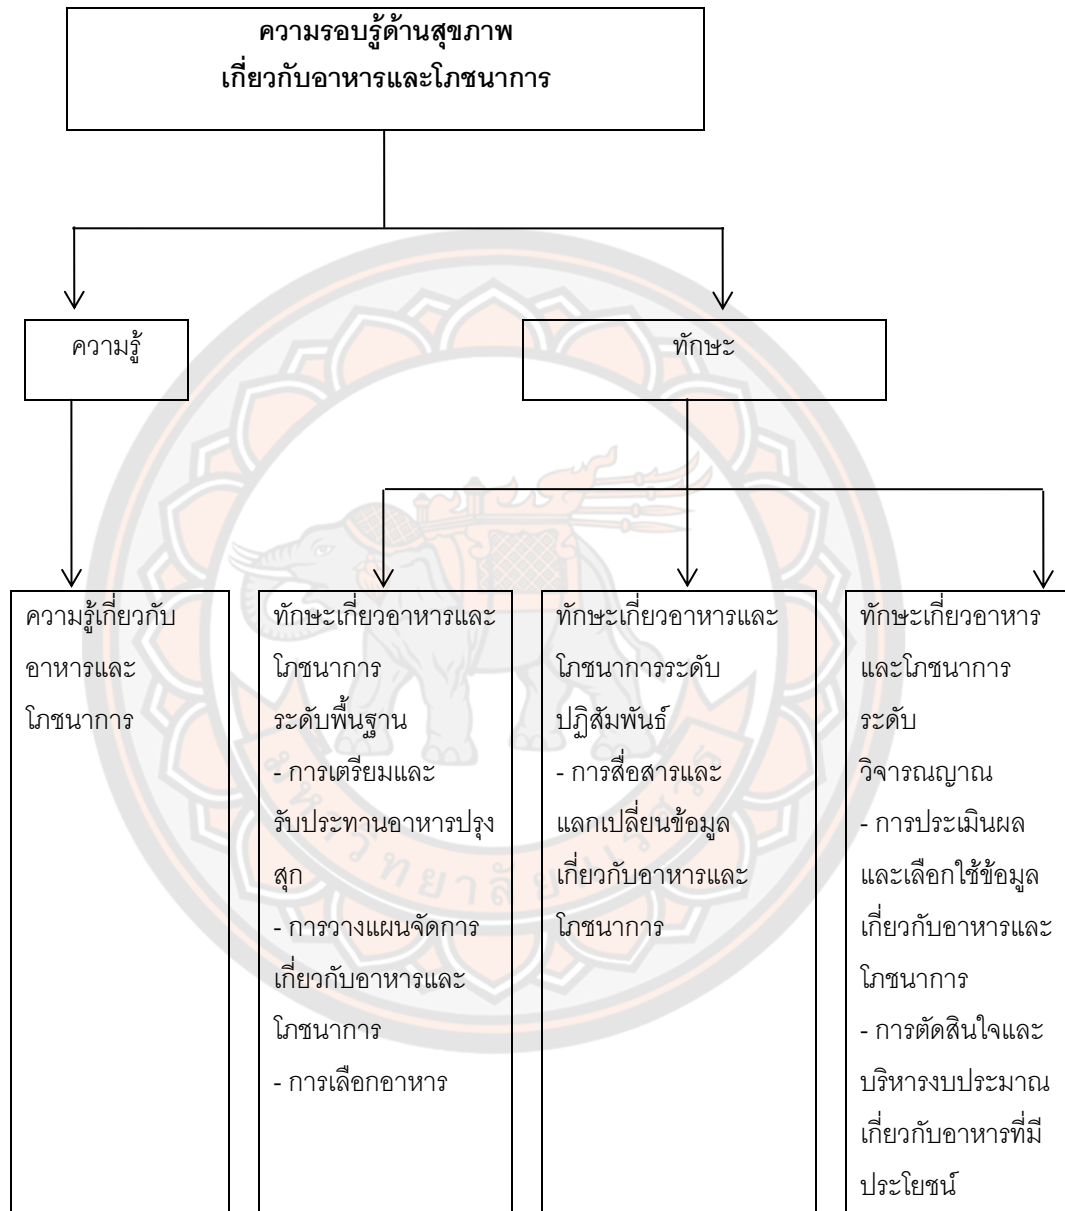 ความรอบรู้ด้านสุขภาพ
เกี่ยวกับอาหารและโภชนาการ
ความรู้
ทักษะ
ความรู้เกี่ยวกับ
อาหารและ
โภชนาการ
ทักษะเกี่ยวอาหารและ
โภชนาการ
ระดับพื้นฐาน
- การเตรียมและ
รับประทานอาหารปรุง
สุก
- การวางแผนจัดการ
เกี่ยวกับอาหารและ
โภชนาการ
- การเลือกอาหาร
ทักษะเกี่ยวอาหารและ
โภชนาการระดับ
ปฏิสัมพันธ์
- การสื่อสารและ
แลกเปลี่ยนข้อมูล
เกี่ยวกับอาหารและ
โภชนาการ
ทักษะเกี่ยวอาหาร
และโภชนาการ
ระดับ
วิจารณญาณ
- การประเมินผล
และเลือกใช้ข้อมูล
เกี่ยวกับอาหารและ
โภชนาการ
- การตัดสินใจและ
บริหารงบประมาณ
เกี่ยวกับอาหารที่มี
ประโยชน์
มหาวิทยาลัยนเรศวร